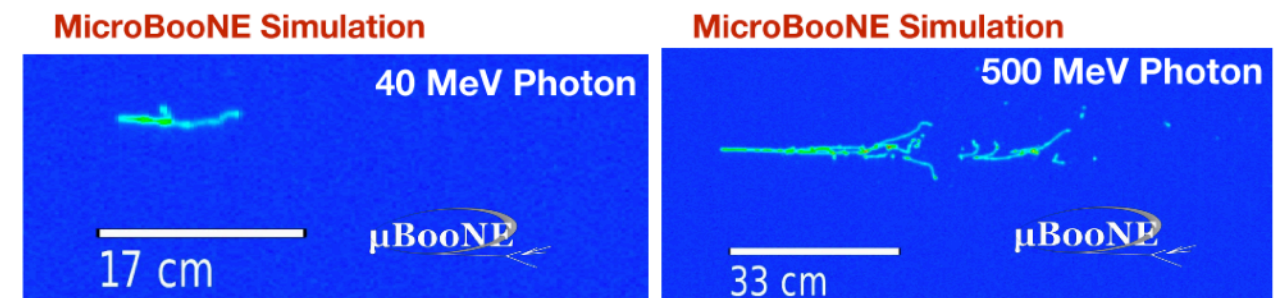 MicroBooNE Simulation
40 MeV Photon
17 cm
μBooNE
MicroBooNE Simulation
500 MeV Photon
33 cm
μBooNE